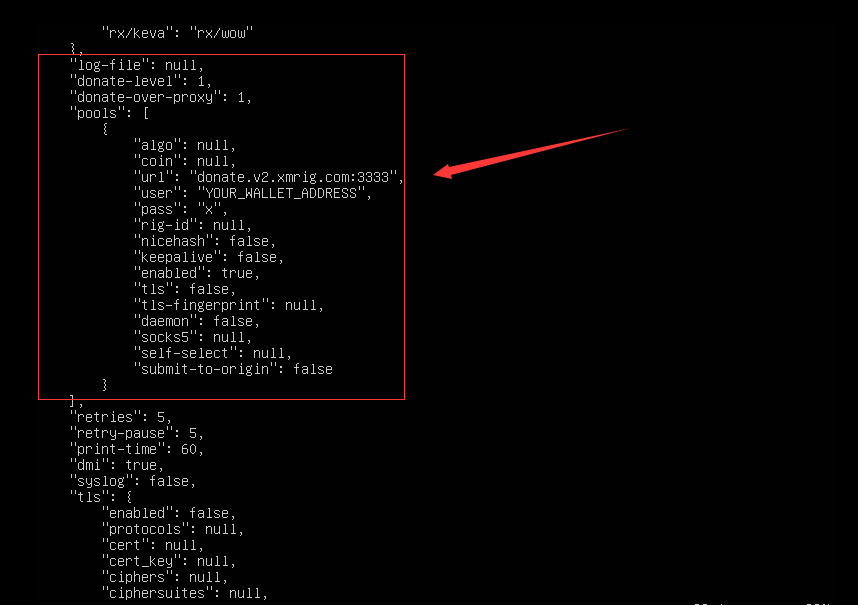 "rx/keva": "rx/wow"
},
"log-file": null,
"donate-level": 1,
"donate-over-proxy": 1,
"pools": [
{
"algo": null,
"coin": null,
"url": "donate.v2.xmrig.com:3333",
"user": "YOUR_WALLET_ADDRESS",
"pass": "x",
"rig-id": null,
"nicehash": false,
"keepalive": false,
"enabled": true,
"tls": false,
"tls-fingerprint": null,
"daemon": false,
"socks5": null,
"self-select": null,
"submit-to-origin": false
}
],
"retries": 5,
"retry-pause": 5,
"print-time": 60,
"dmi": true,
"syslog": false,
"tls": {
"enabled": false,
"protocols": null,
"cert": null,
"cert_key": null,
"ciphers": null,
"ciphersuites": null,